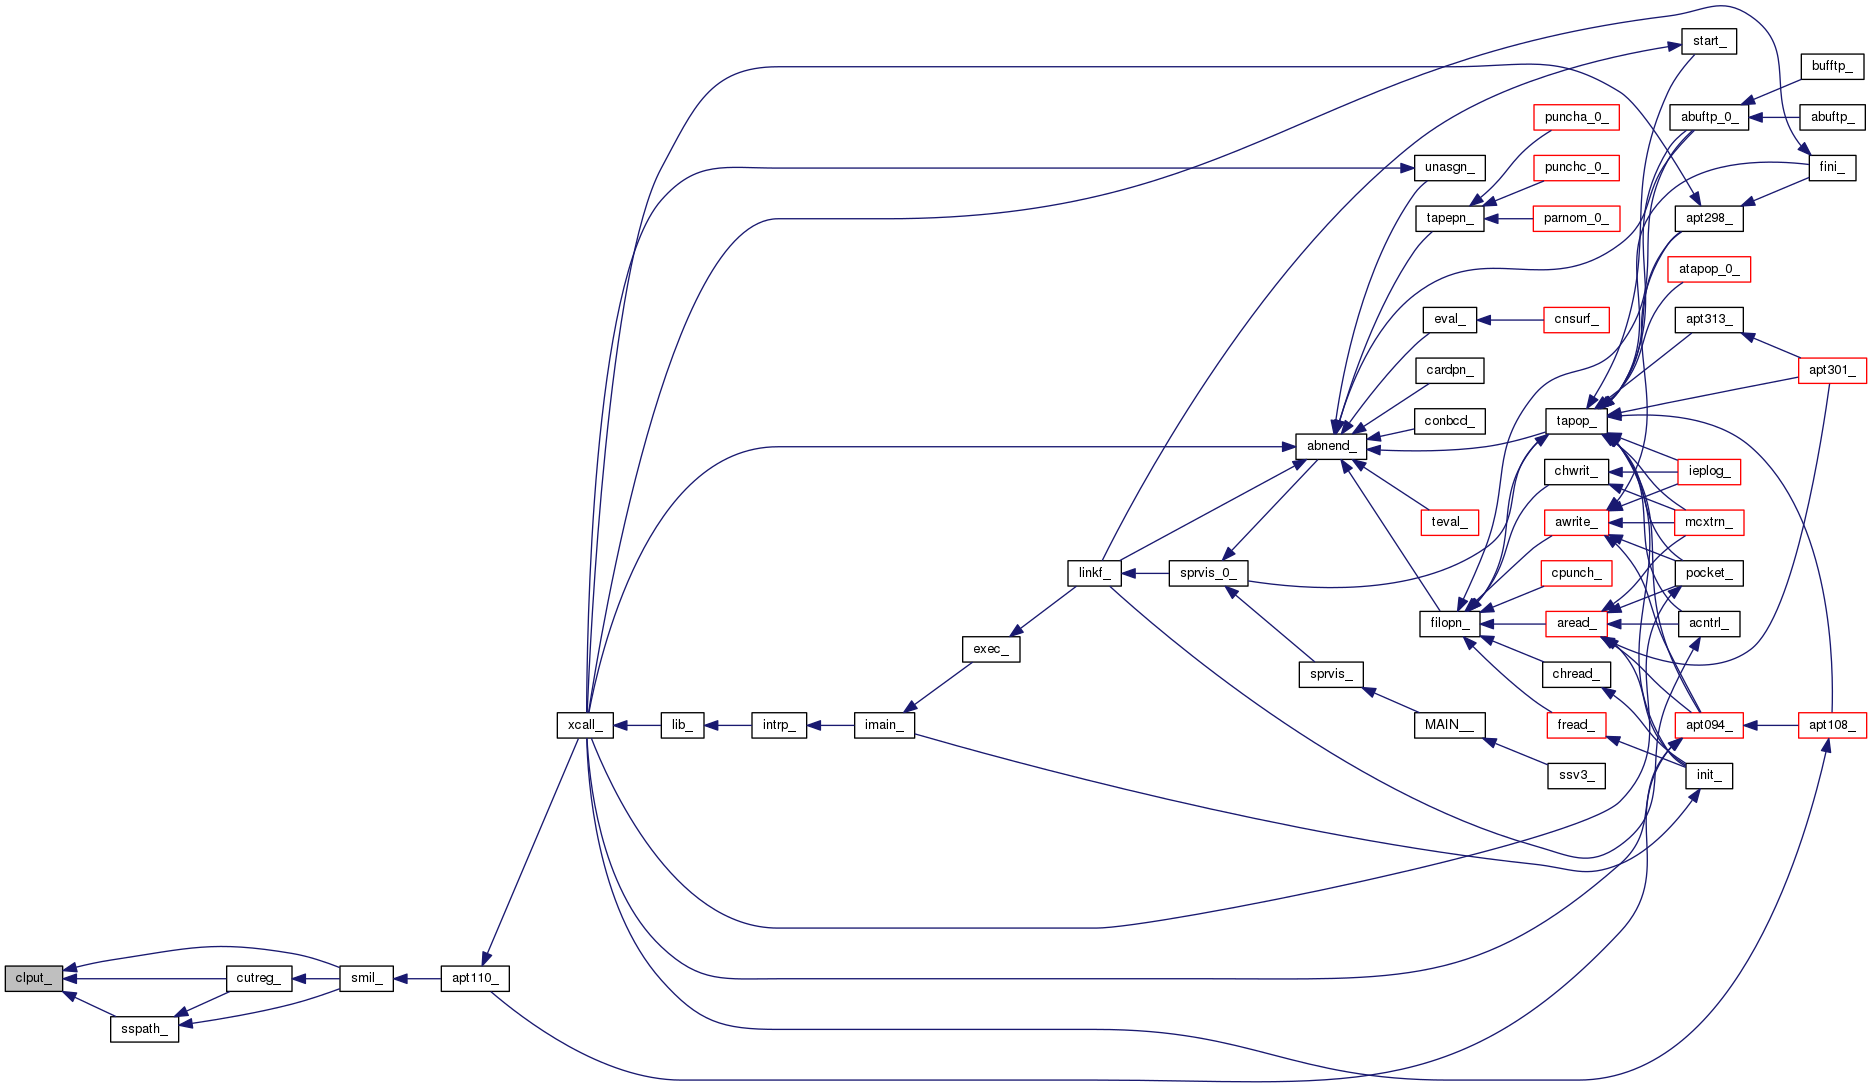 start_
bufftp_
puncha_0_
abuftp_0_
abuftp_
unasgn_
punchc_0_
fini_
tapepn_
parnom_0_
apt298_
atapop_0_
eval_
cnsurf_
apt313_
cardpn_
apt301_
conbcd_
tapop_
abnend_
chwrit_
ieplog_
teval_
awrite_
mcxtrn_
linkf_
sprvis_0_
cpunch_
pocket_
filopn_
aread_
acntrl_
exec_
sprvis_
chread_
xcall_
lib_
intrp_
imain_
MAIN__
fread_
apt094_
apt108_
ssv3_
init_
clput_
cutreg_
smil_
apt110_
sspath_